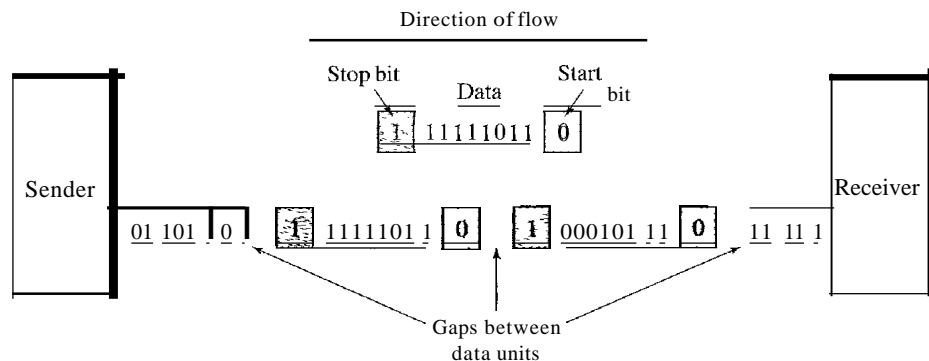 Direction of flow
Stop bit
Data
Start
bit
1 11111011 0
Sender
Receiver
01 101 0 1 1111101 1 0 1 000101 11 0 11 11 1
Gaps between
data units